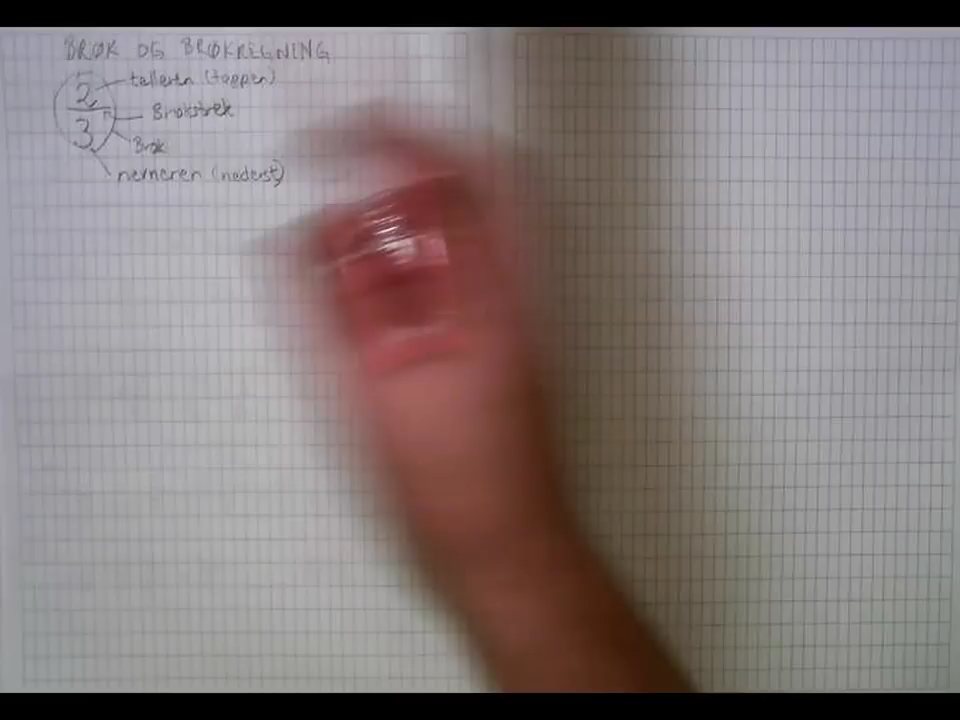 BRØK OG BRØKREGNING
2 telleren (toppen)
Brøkstrek
3 Brøk
nevneren (nederst)